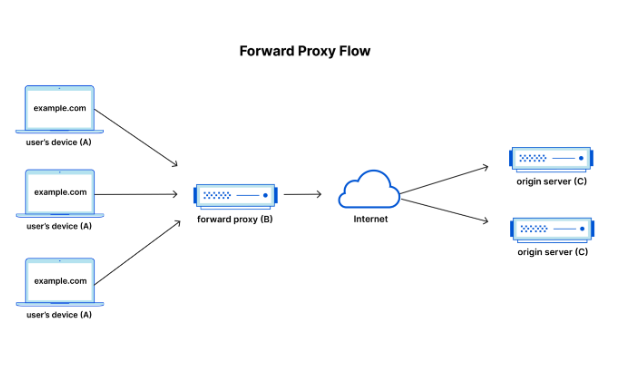 Forward Proxy Flow
example.com
user's device (A)
example.com
user's device (A)
example.com
user's device (A)
forward proxy (B)
Internet
origin server (C)
origin server (C)